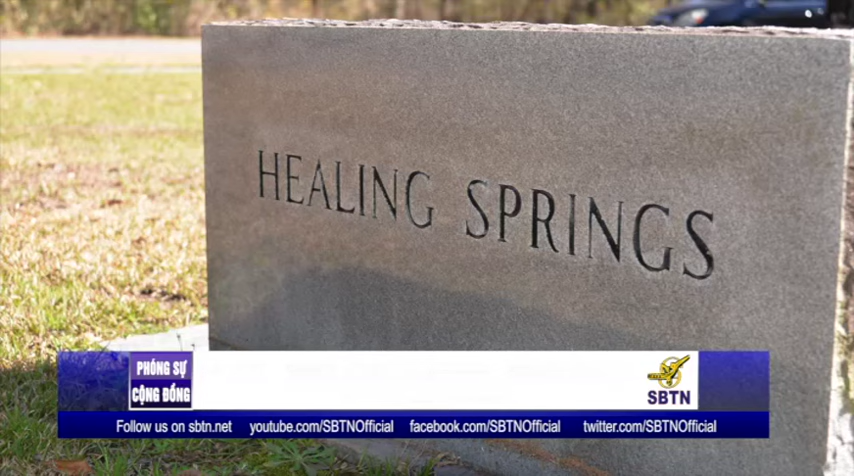 HEALING SPRINGS
PHÓNG SỰ
CỘNG ĐỒNG
SBTN
Follow us on sbtn.net youtube.com/SBTNOfficial facebook.com/SBTNOfficial twitter.com/SBTNOfficial